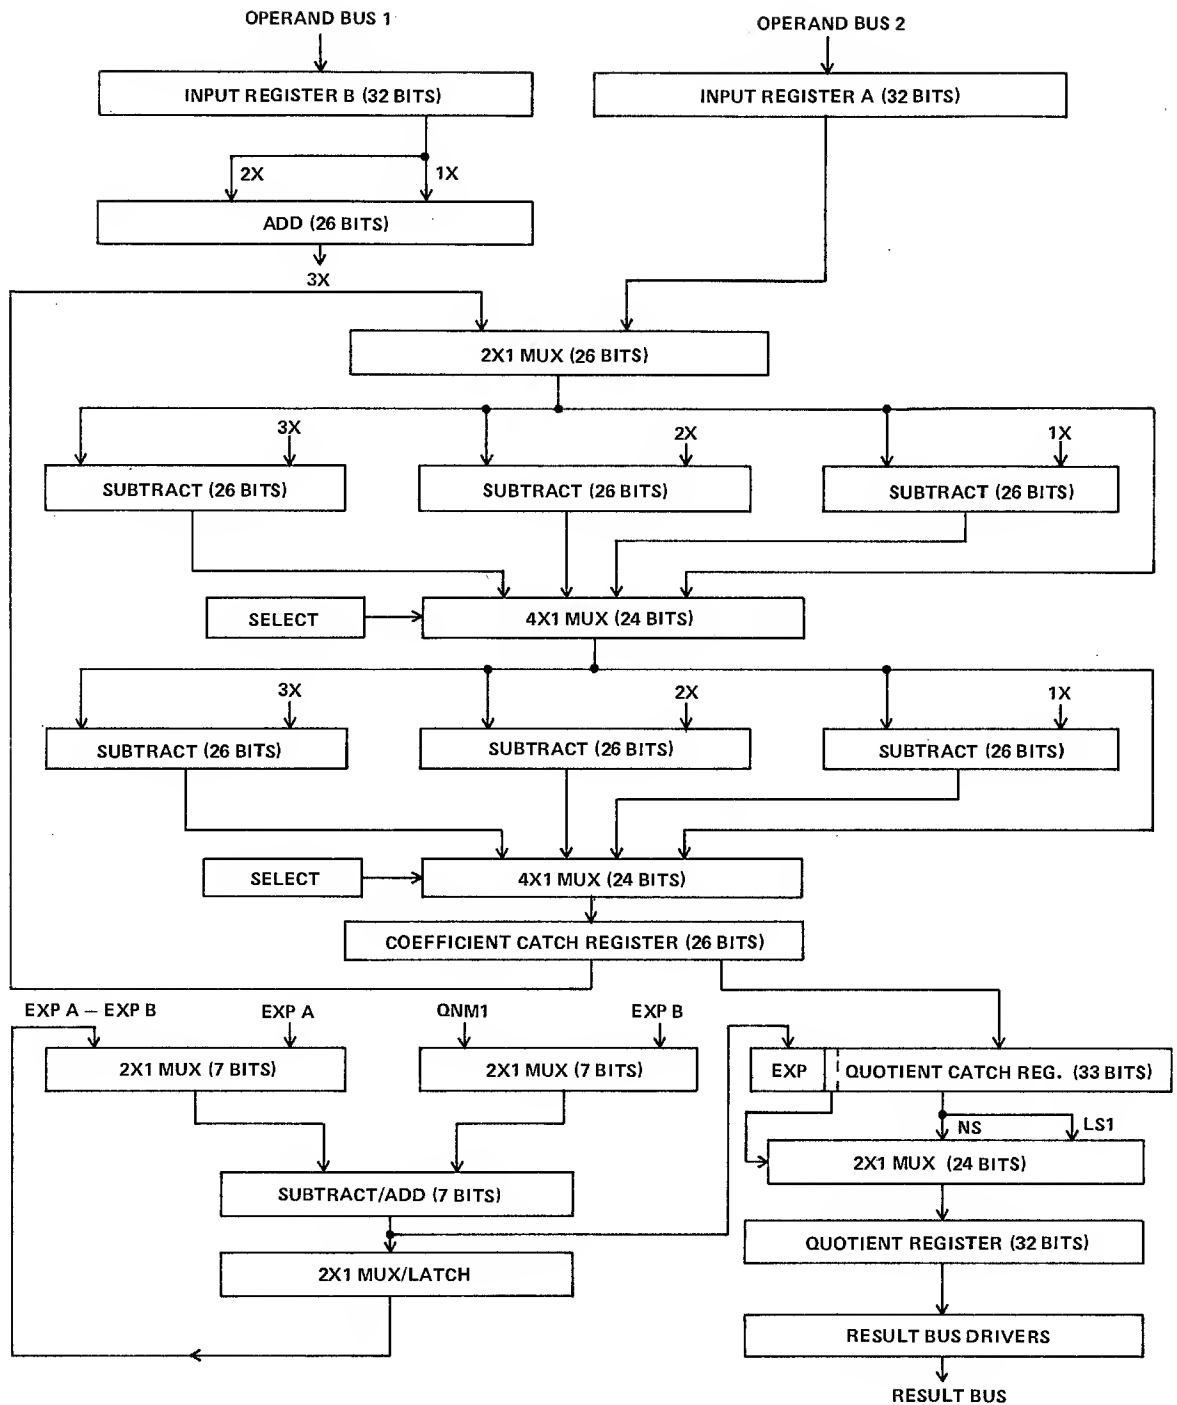 OPERAND BUS 1
OPERAND BUS 2
INPUT REGISTER B (32 BITS)
INPUT REGISTER A (32 BITS)
2X
1X
ADD (26 BITS)
3X
2X1 MUX (26 BITS)
3X
2X
1X
SUBTRACT (26 BITS)
SUBTRACT (26 BITS)
SUBTRACT (26 BITS)
SELECT
4X1 MUX (24 BITS)
3X
2X
1X
SUBTRACT (26 BITS)
SUBTRACT (26 BITS)
SUBTRACT (26 BITS)
SELECT
4X1 MUX (24 BITS)
COEFFICIENT CATCH REGISTER (26 BITS)
EXP A – EXP B
EXP A
QNM1
EXP B
2X1 MUX (7 BITS)
2X1 MUX (7 BITS)
EXP
QUOTIENT CATCH REG. (33 BITS)
NS
LS1
2X1 MUX (24 BITS)
SUBTRACT/ADD (7 BITS)
QUOTIENT REGISTER (32 BITS)
2X1 MUX/LATCH
RESULT BUS DRIVERS
RESULT BUS